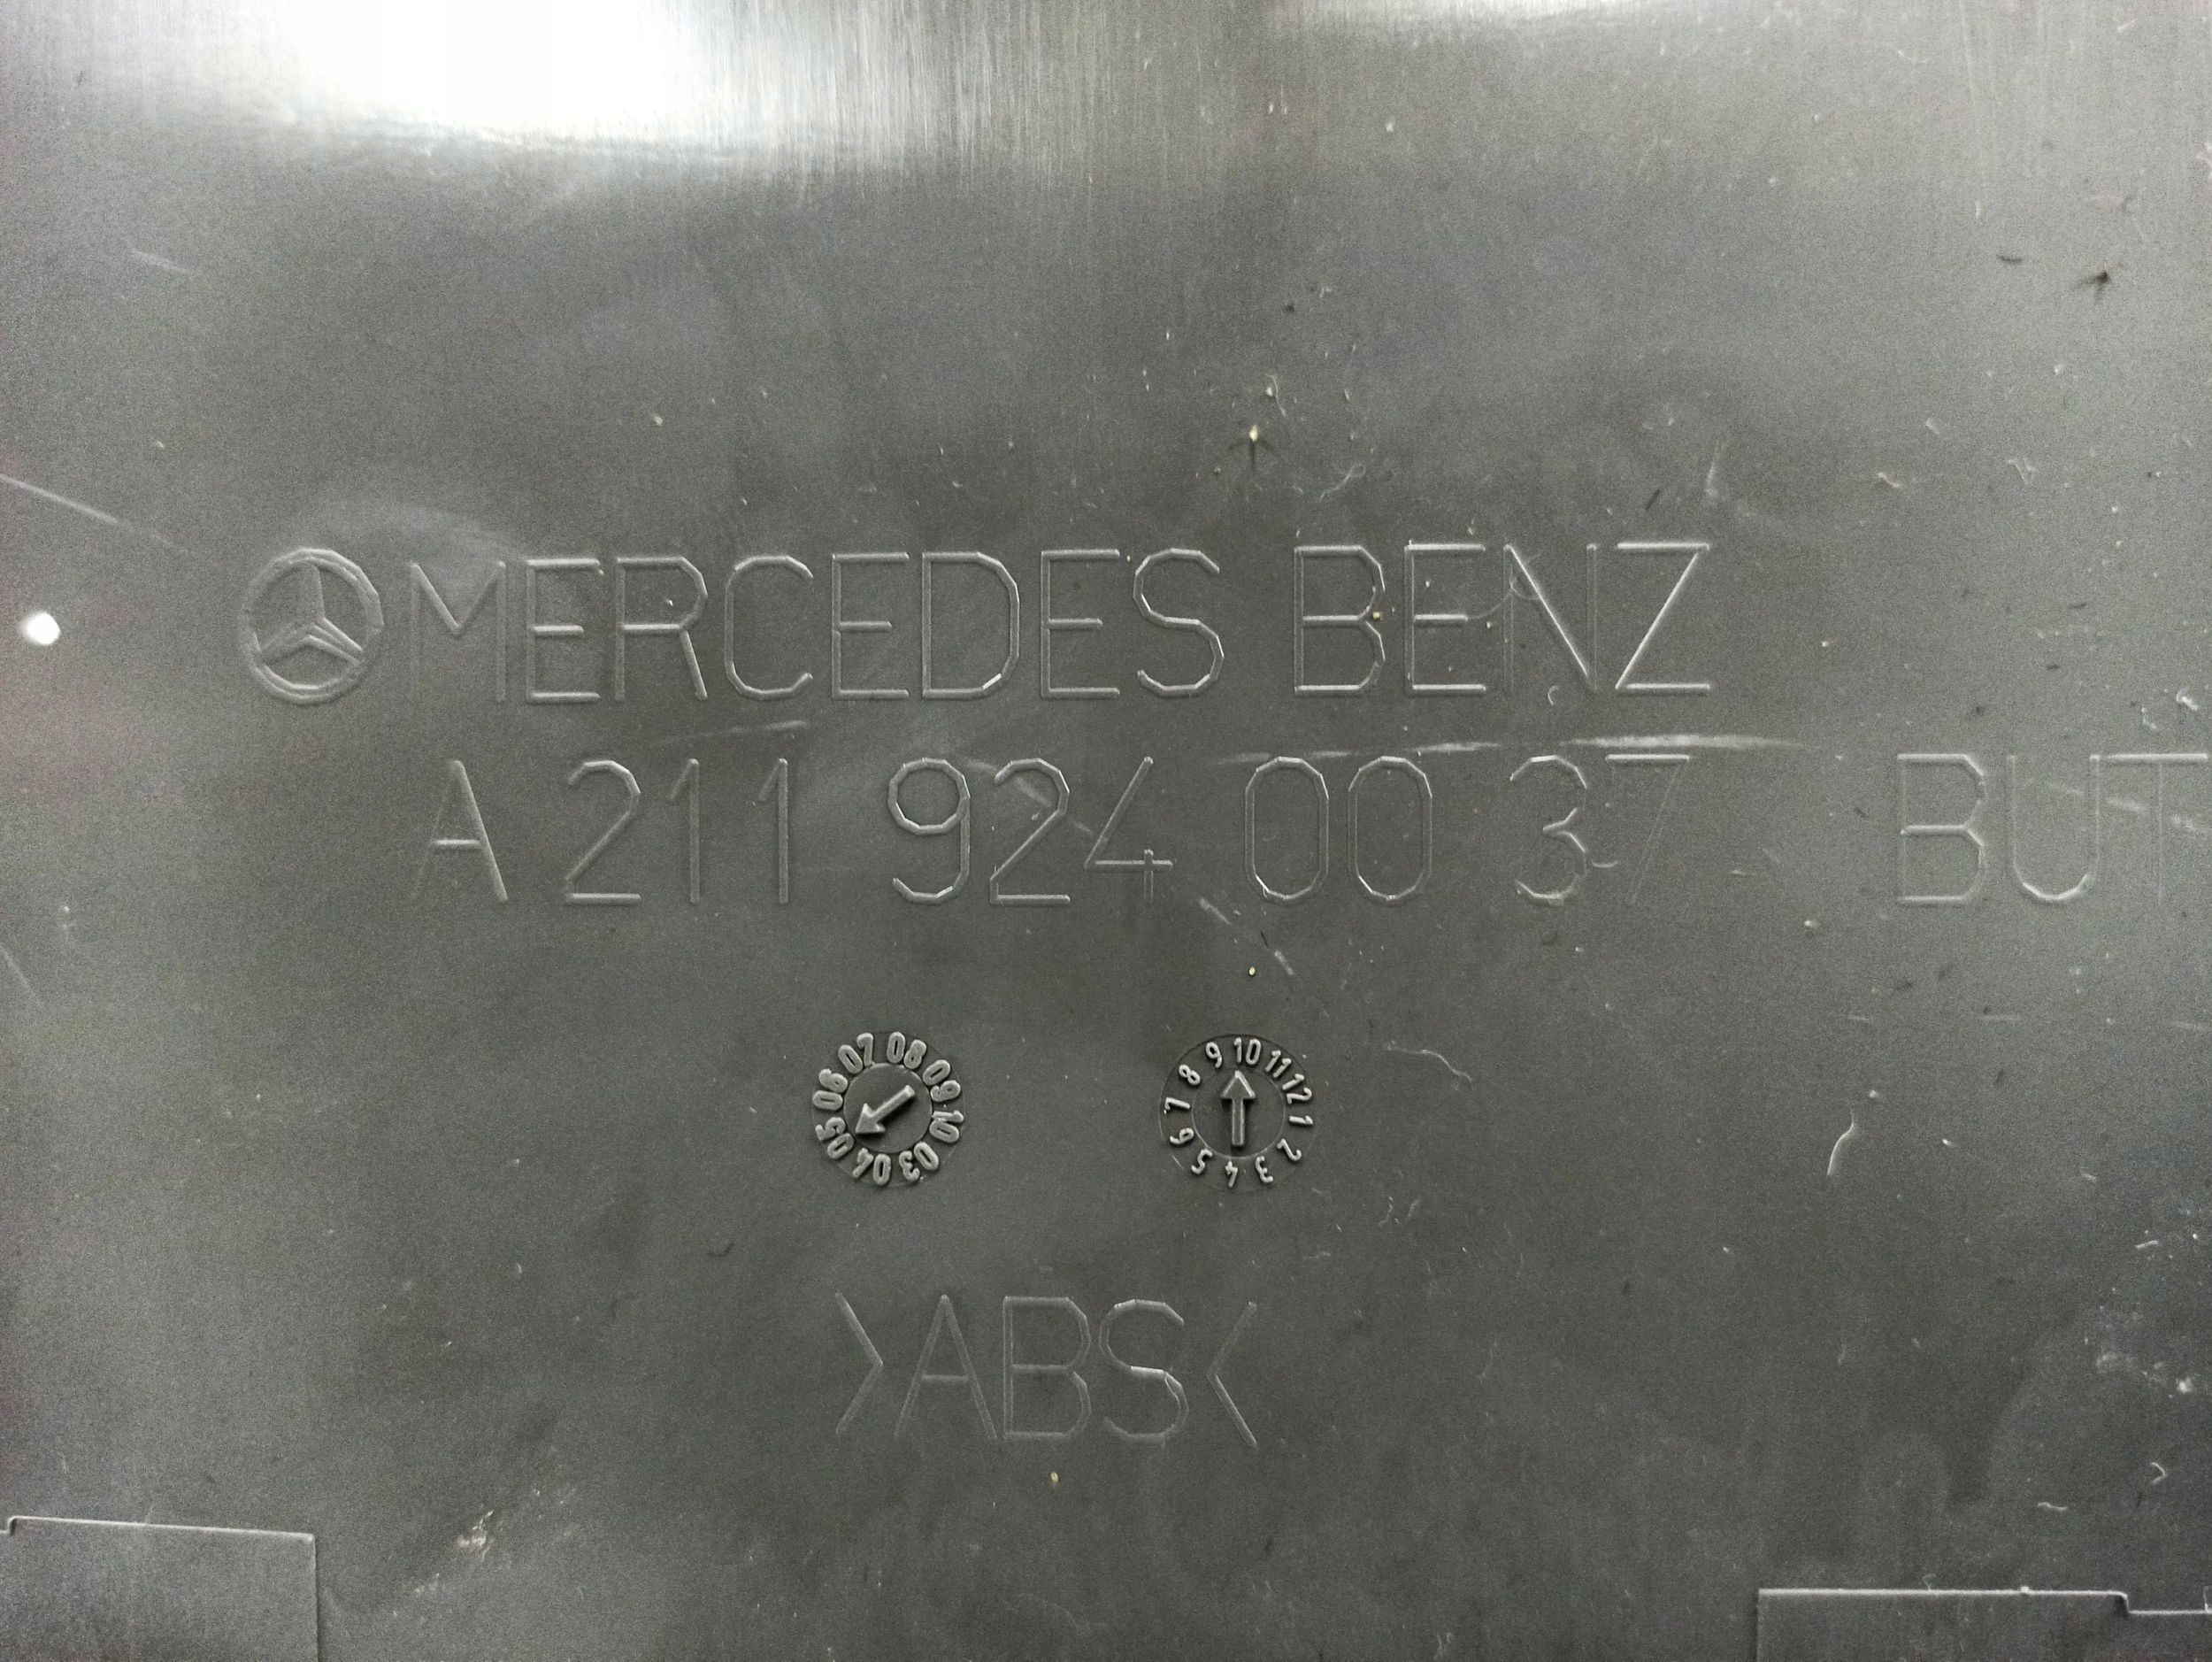 MERCEDES BENZ
A 211 924 00 37 BUT
07 08 09 10 03 04 05 06
9 10 11 12 1 2 3 4 5 6 7 8
>ABS<